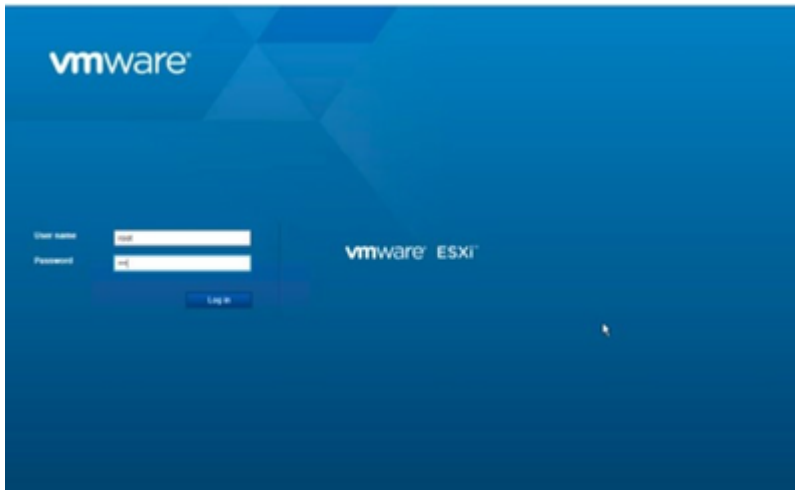 vmware
User name
root
Password
vmware ESXi
Log in